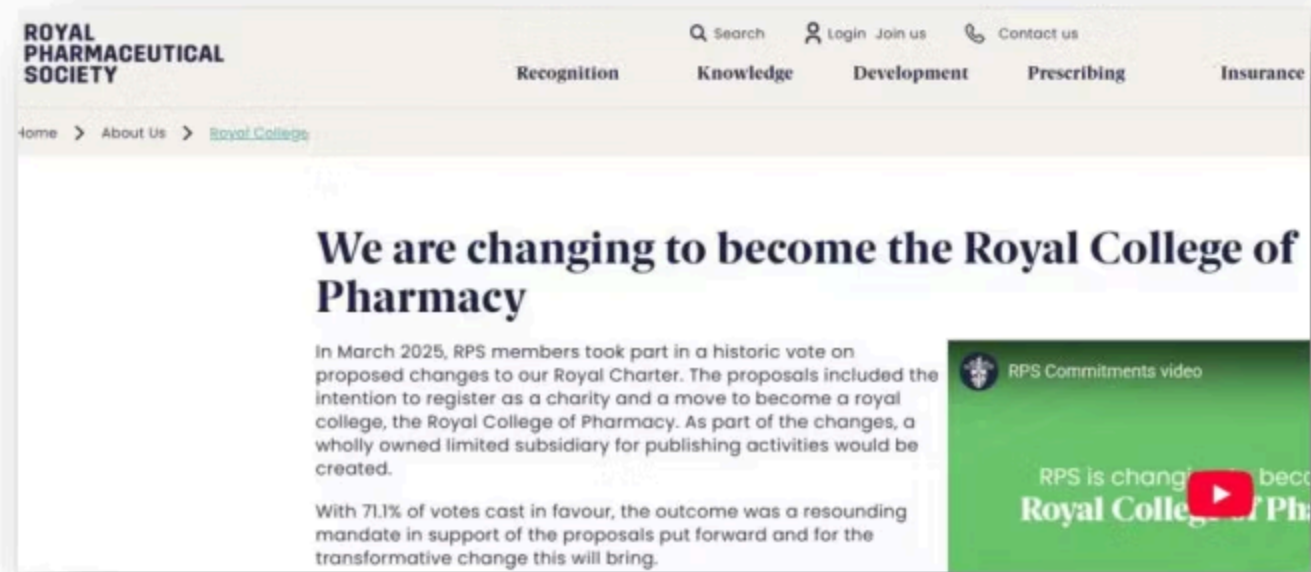 ROYAL
PHARMACEUTICAL
SOCIETY
Search Login Join us Contact us
Recognition Knowledge Development Prescribing Insurance
Home > About Us > Royal College
We are changing to become the Royal College of
Pharmacy
In March 2025, RPS members took part in a historic vote on
proposed changes to our Royal Charter. The proposals included the
intention to register as a charity and a move to become a royal
college, the Royal College of Pharmacy. As part of the changes, a
wholly owned limited subsidiary for publishing activities would be
created.
With 71.1% of votes cast in favour, the outcome was a resounding
mandate in support of the proposals put forward and for the
transformative change this will bring.
RPS Commitments video
RPS is chang beco
Royal Colleg f Pha